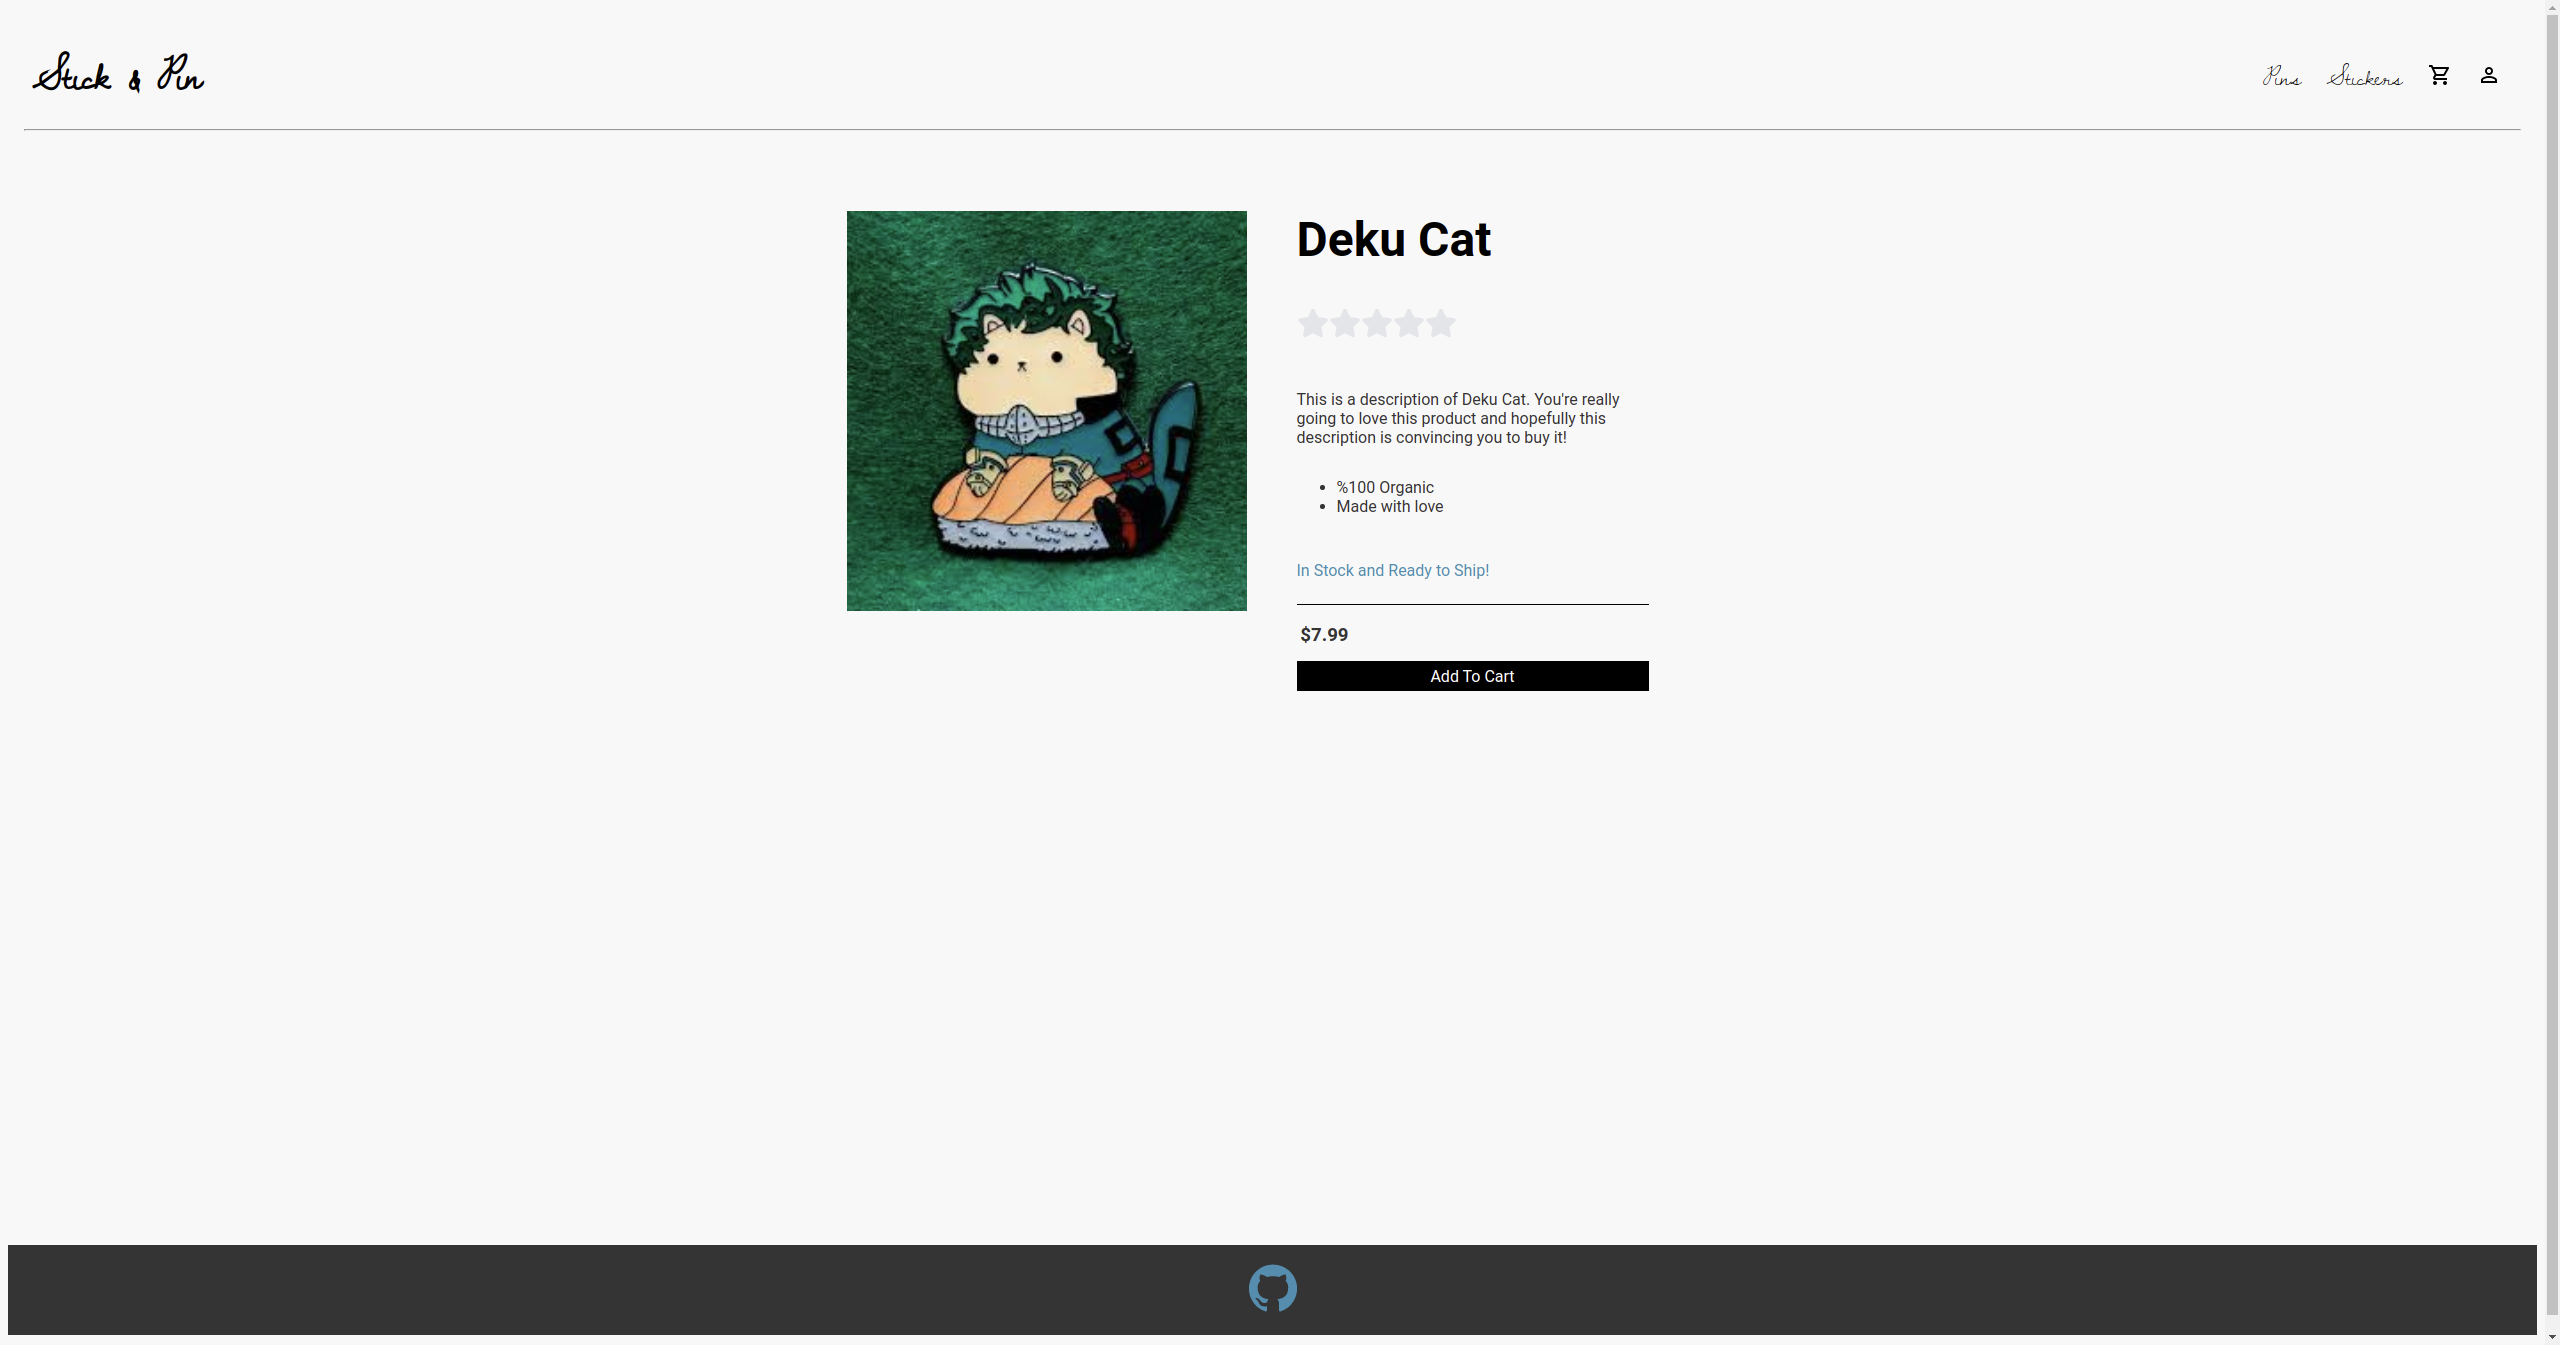 Stick & Pin
Pins Stickers
Deku Cat
This is a description of Deku Cat. You're really
going to love this product and hopefully this
description is convincing you to buy it!
%100 Organic
Made with love
In Stock and Ready to Ship!
$7.99
Add To Cart